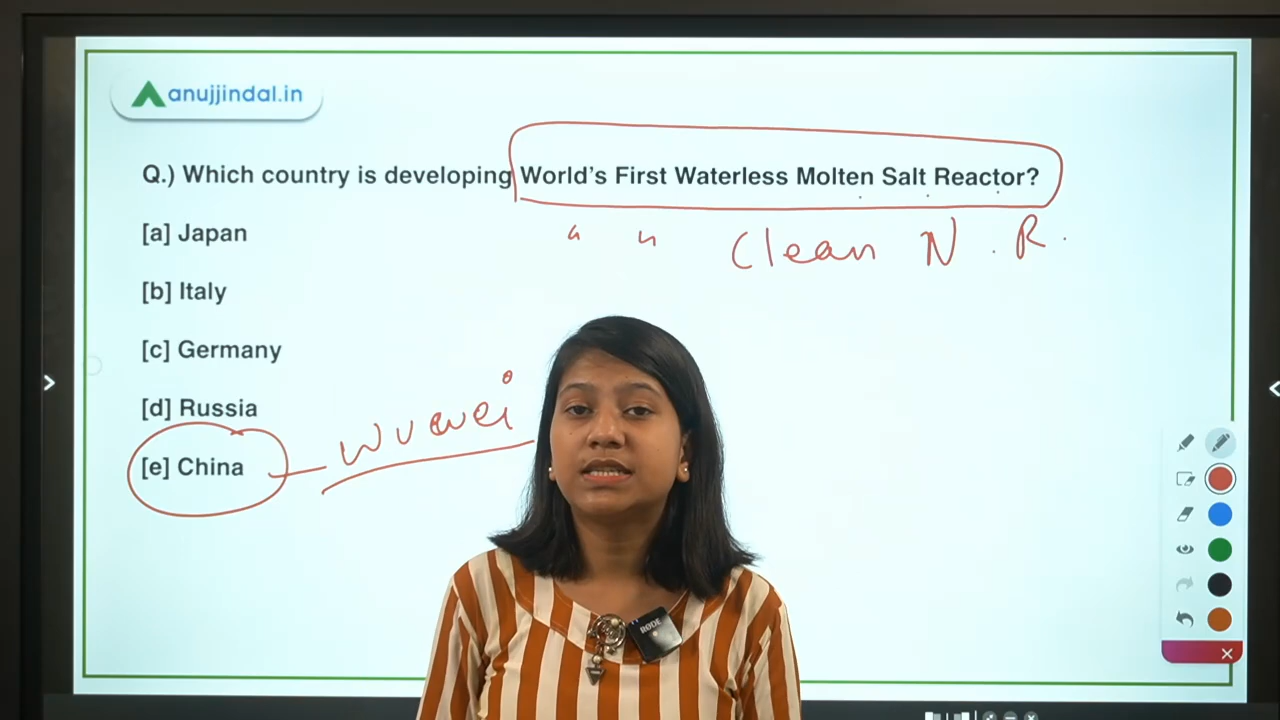 anujjindal.in
Q.) Which country is developing World's First Waterless Molten Salt Reactor?
[a] Japan
" " Clean N. R.
[b] Italy
[c] Germany
[d] Russia
[e] China - wuwei
RODE